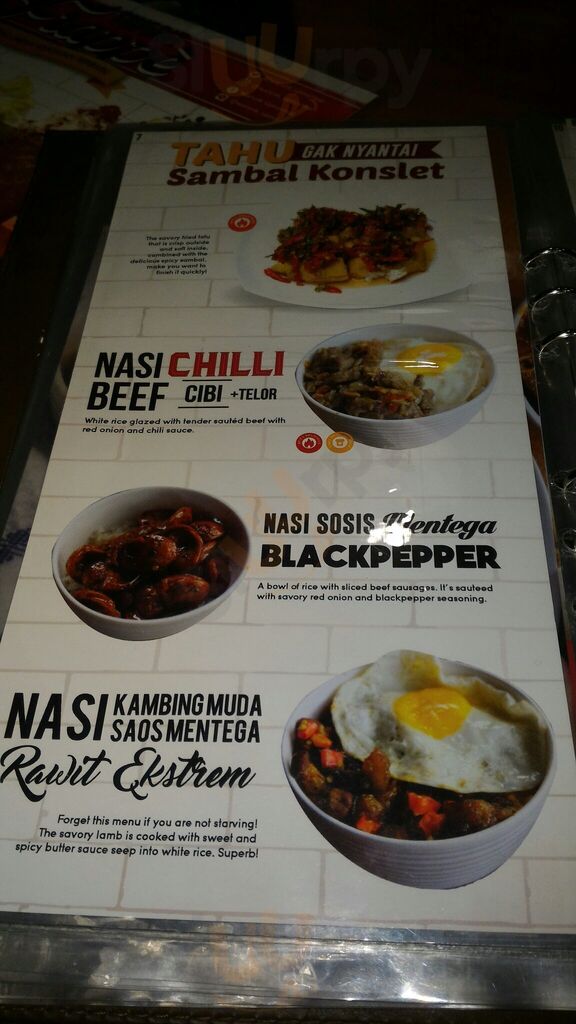 Sluurpy
7
TAHU GAK NYANTAI
Sambal Konslet
The savory fried tofu
that is crisp outside
and soft inside,
combined with the
delicious spicy sambal,
make you want to
finish it quickly!
NASI CHILLI
BEEF CIBI +TELOR
White rice glazed with tender sautéd beef with
red onion and chili sauce.
NASI SOSIS Mentega
BLACKPEPPER
A bowl of rice with sliced beef sausages. It's sauteed
with savory red onion and blackpepper seasoning.
NASI KAMBING MUDA
SAOS MENTEGA
Rawit Ekstrem
Forget this menu if you are not starving!
The savory lamb is cooked with sweet and
spicy butter sauce seep into white rice. Superb!